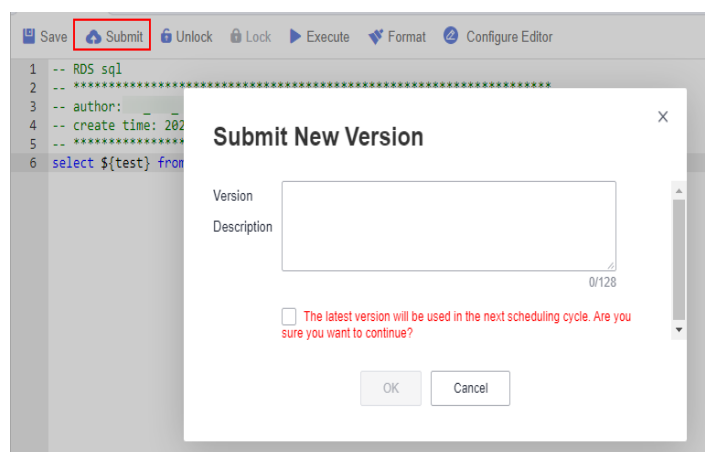 Save Submit Unlock Lock Execute Format Configure Editor
1 -- RDS sql
2 -- *******************************************************************
3 -- author: _ _
4 -- create time: 202
5 -- ****************
6 select ${test} from
Submit New Version
Version
Description
0/128
The latest version will be used in the next scheduling cycle. Are you
sure you want to continue?
OK Cancel